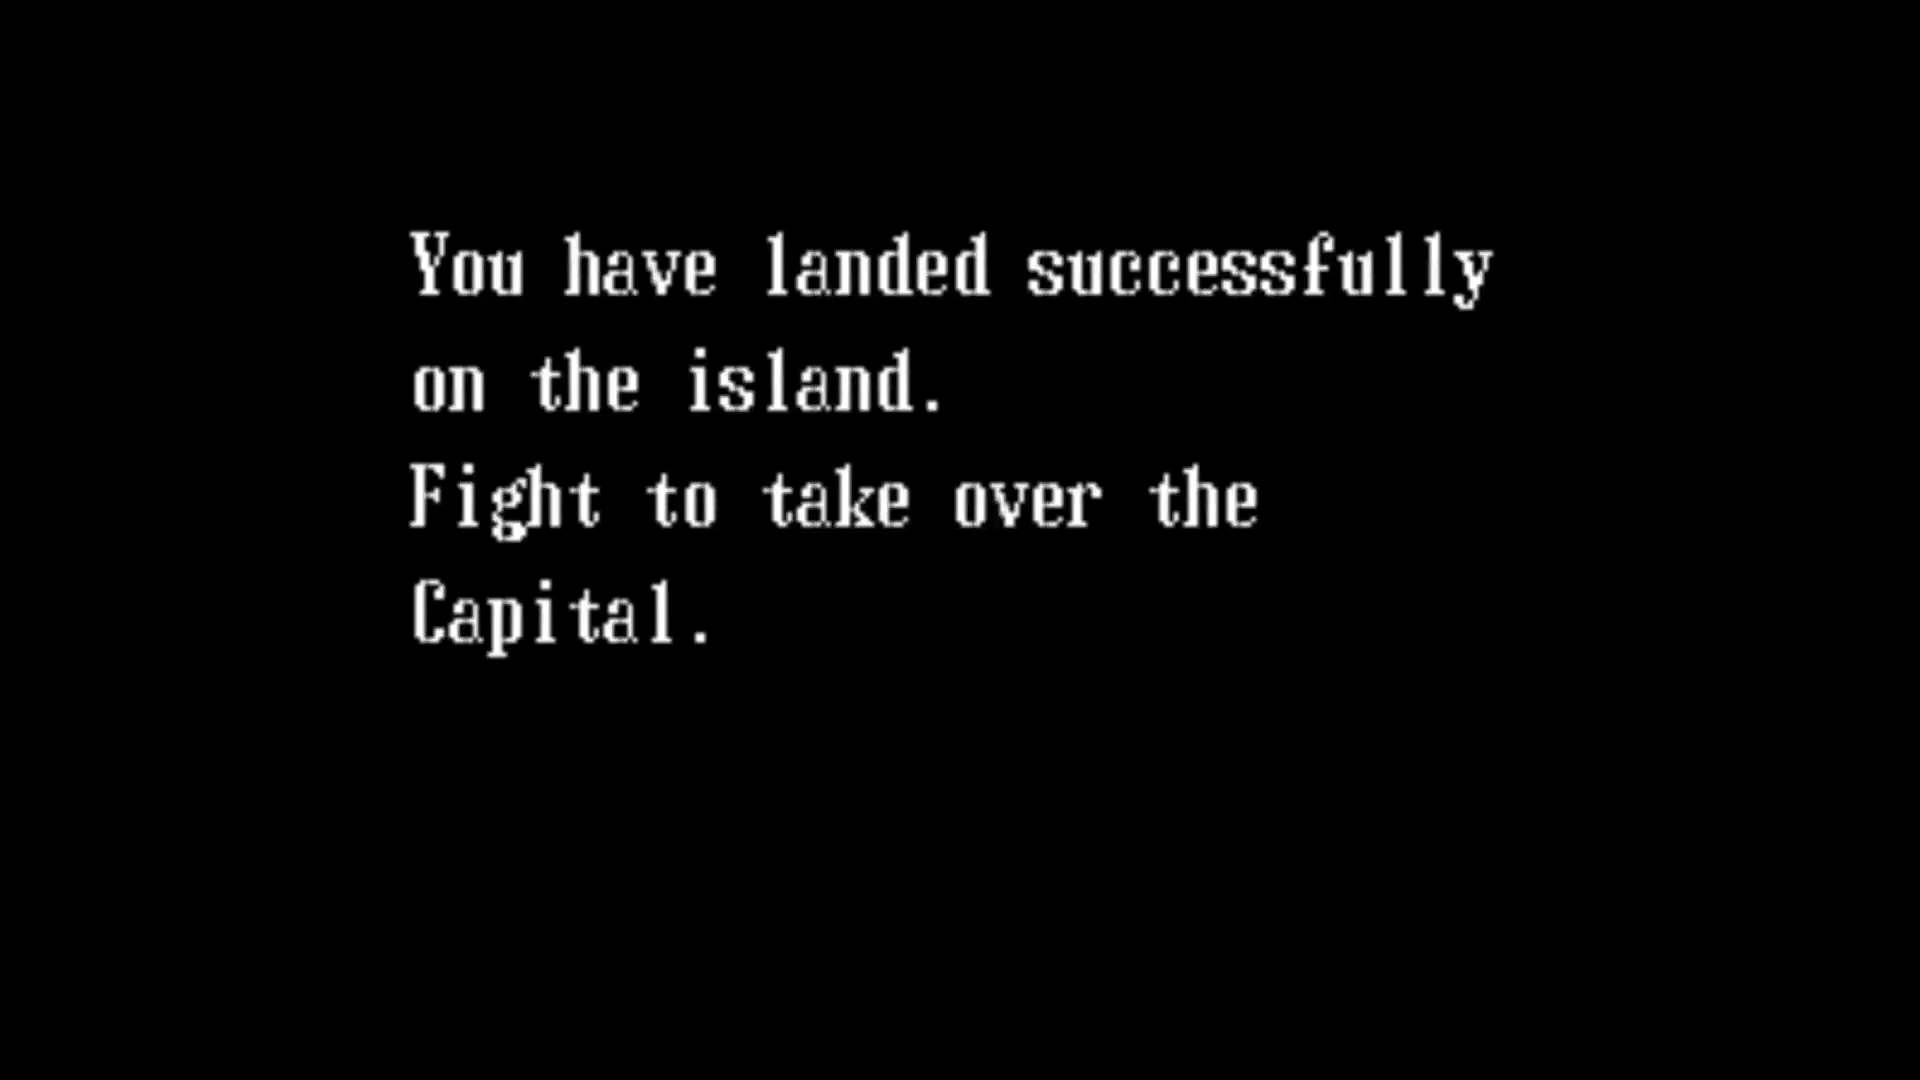 You have landed successfully
on the island.
Fight to take over the
Capital.